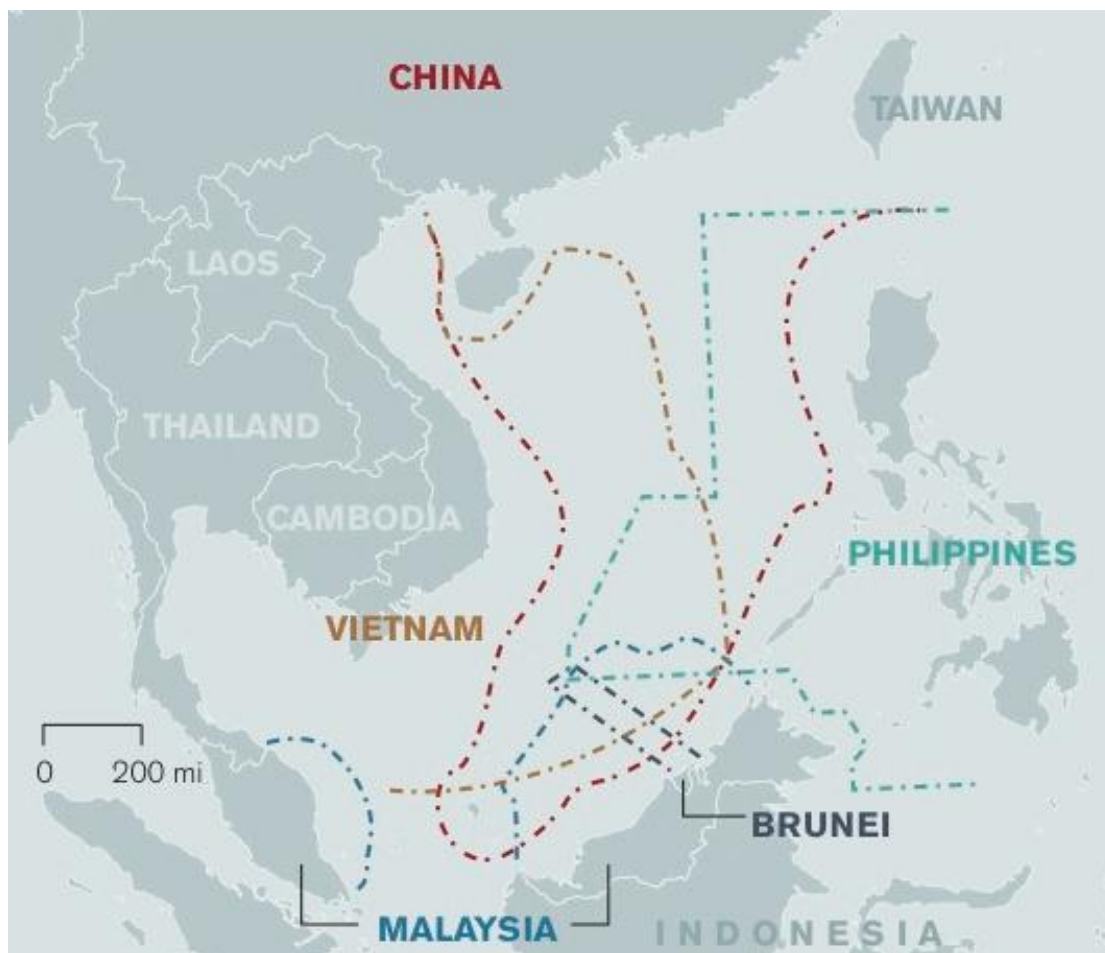 CHINA
TAIWAN
LAOS
THAILAND
CAMBODIA
PHILIPPINES
VIETNAM
0 200 mi
BRUNEI
MALAYSIA
INDONESIA